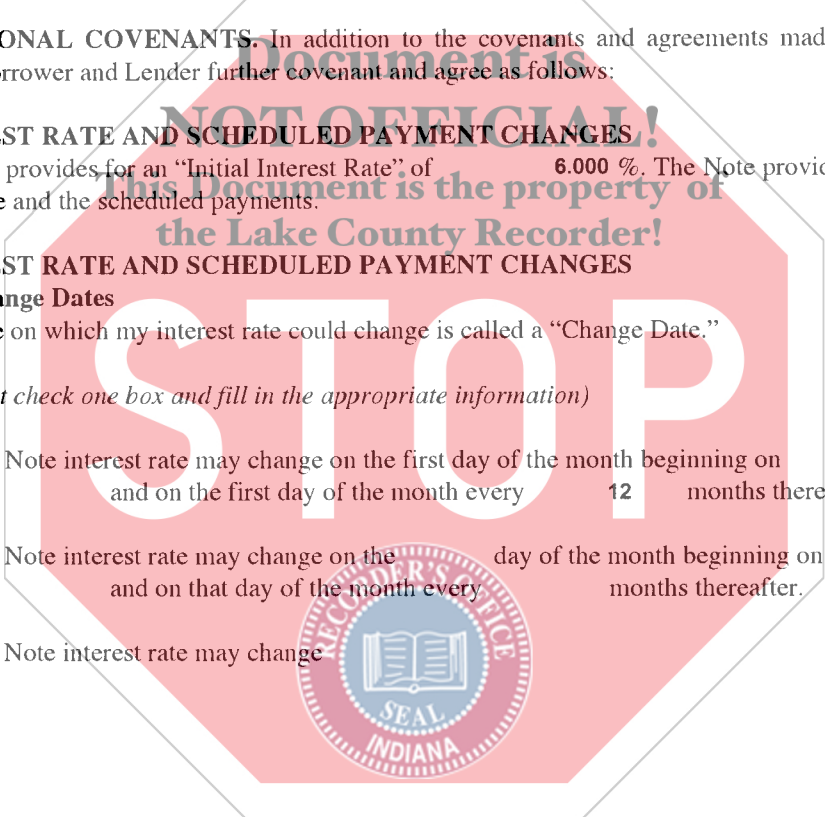 ONAL COVENANTS. In addition to the covenants and agreements mad
Document is
rrower and Lender further covenant and agree as follows:
NOT OFFICIAL!
ST RATE AND SCHEDULED PAYMENT CHANGES
provides for an “Initial Interest Rate” of 6.000 %. The Note provid
This Document is the property of
e and the scheduled payments.
the Lake County Recorder!
ST RATE AND SCHEDULED PAYMENT CHANGES
ange Dates
e on which my interest rate could change is called a “Change Date.”
STOP
t check one box and fill in the appropriate information)
Note interest rate may change on the first day of the month beginning on
and on the first day of the month every 12 months there
Note interest rate may change on the day of the month beginning on
and on that day of the month every months thereafter.
RECORDER'S OFFICE
Note interest rate may change
SEAL
INDIANA